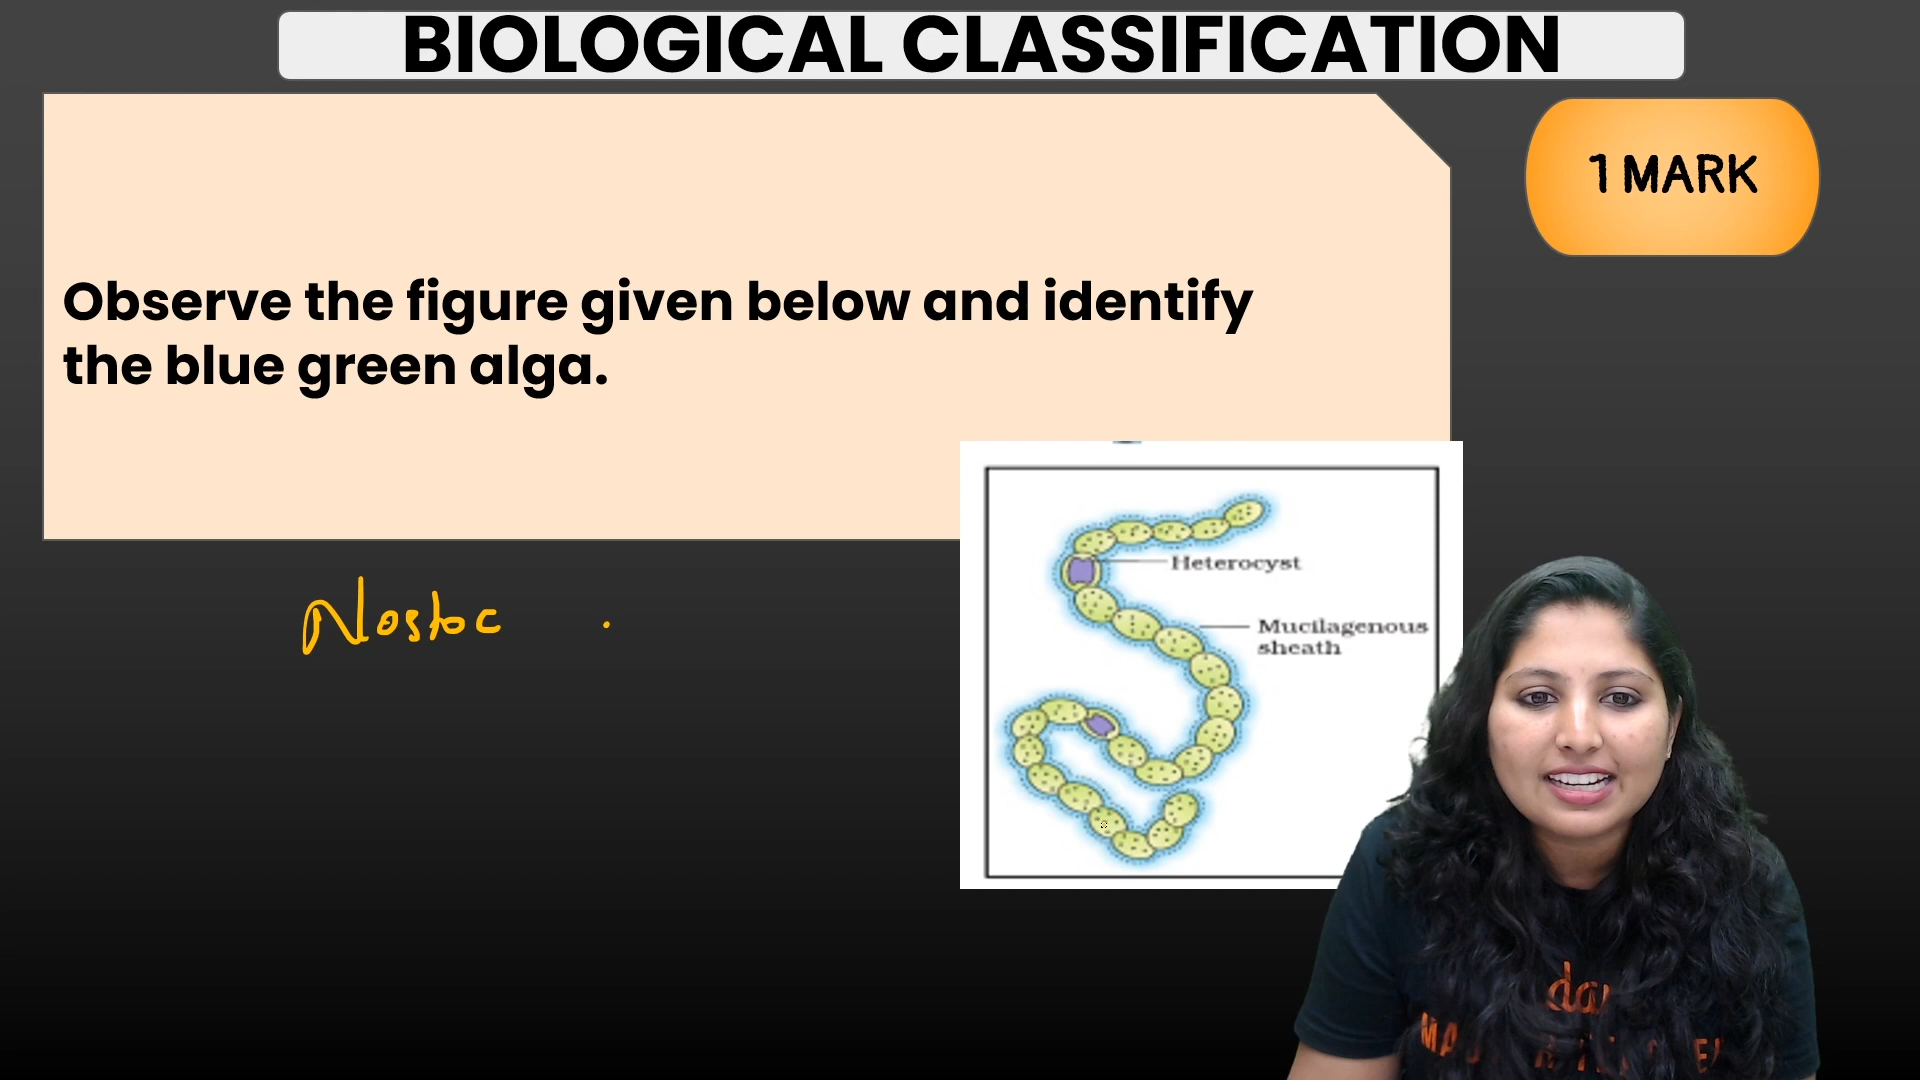 BIOLOGICAL CLASSIFICATION
1 MARK
Observe the figure given below and identify
the blue green alga.
Nostoc .
Heterocyst
Mucilagenous
sheath